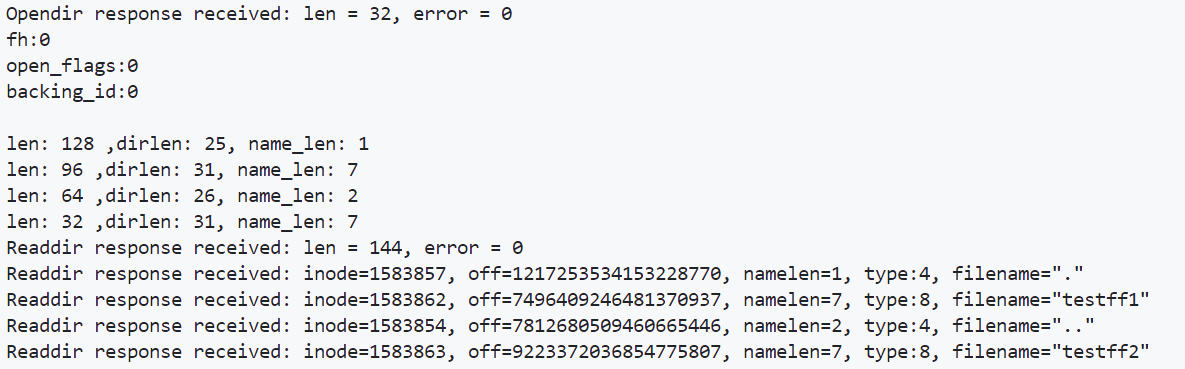 Opendir response received: len = 32, error = 0
fh:0
open_flags:0
backing_id:0
len: 128 ,dirlen: 25, name_len: 1
len: 96 ,dirlen: 31, name_len: 7
len: 64 ,dirlen: 26, name_len: 2
len: 32 ,dirlen: 31, name_len: 7
Readdir response received: len = 144, error = 0
Readdir response received: inode=1583857, off=1217253534153228770, namelen=1, type:4, filename="."
Readdir response received: inode=1583862, off=7496409246481370937, namelen=7, type:8, filename="testff1"
Readdir response received: inode=1583854, off=7812680509460665446, namelen=2, type:4, filename=".."
Readdir response received: inode=1583863, off=9223372036854775807, namelen=7, type:8, filename="testff2"